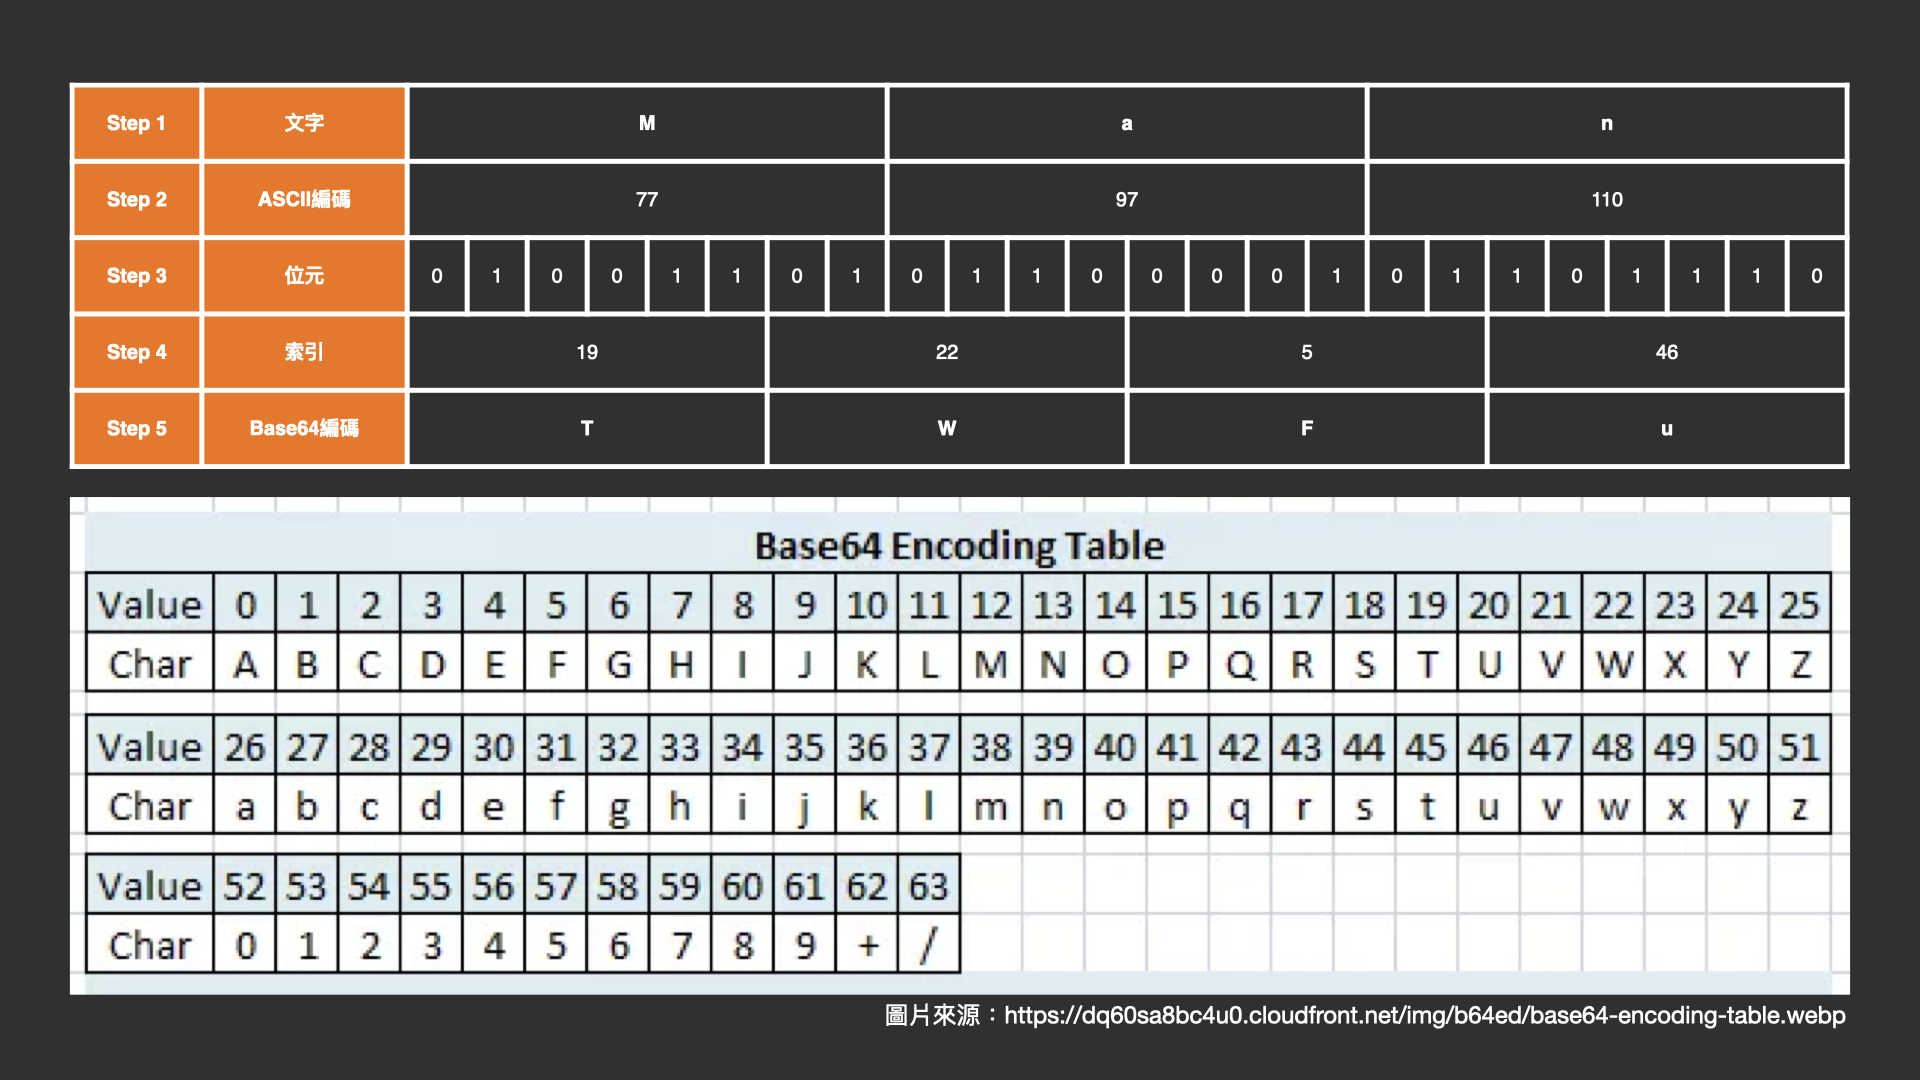 Step 1 文字 M a n
Step 2 ASCII編碼 77 97 110
Step 3 位元 0 1 0 0 1 1 0 1 0 1 1 0 0 0 0 1 0 1 1 0 1 1 1 0
Step 4 索引 19 22 5 46
Step 5 Base64編碼 T W F u
Base64 Encoding Table
Value 0 1 2 3 4 5 6 7 8 9 10 11 12 13 14 15 16 17 18 19 20 21 22 23 24 25
Char A B C D E F G H I J K L M N O P Q R S T U V W X Y Z
Value 26 27 28 29 30 31 32 33 34 35 36 37 38 39 40 41 42 43 44 45 46 47 48 49 50 51
Char a b c d e f g h i j k l m n o p q r s t u v w x y z
Value 52 53 54 55 56 57 58 59 60 61 62 63
Char 0 1 2 3 4 5 6 7 8 9 + /
圖片來源：https://dq60sa8bc4u0.cloudfront.net/img/b64ed/base64-encoding-table.webp